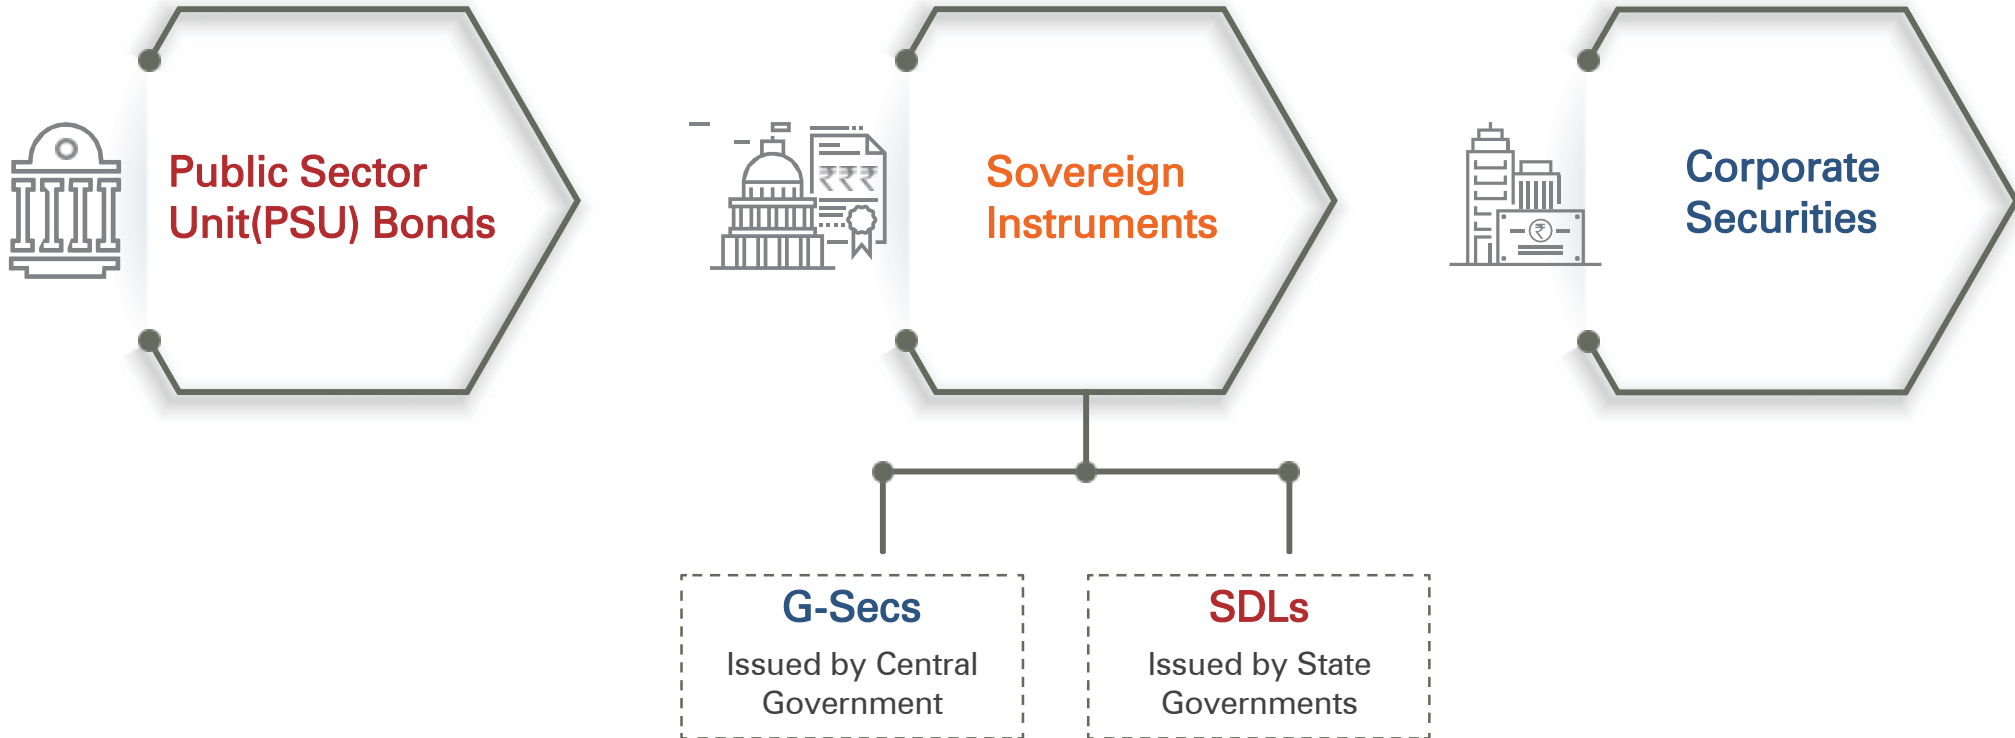 Public Sector
Unit(PSU) Bonds
₹₹₹
Sovereign
Instruments
₹
Corporate
Securities
G-Secs
Issued by Central
Government
SDLs
Issued by State
Governments